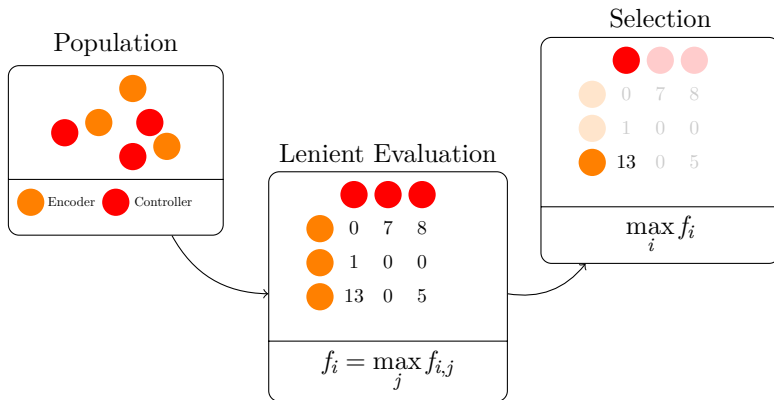 Population
Encoder Controller
Lenient Evaluation
0 7 8
1 0 0
13 0 5
f_i = max_j f_{i,j}
Selection
0 7 8
1 0 0
13 0 5
max_i f_i